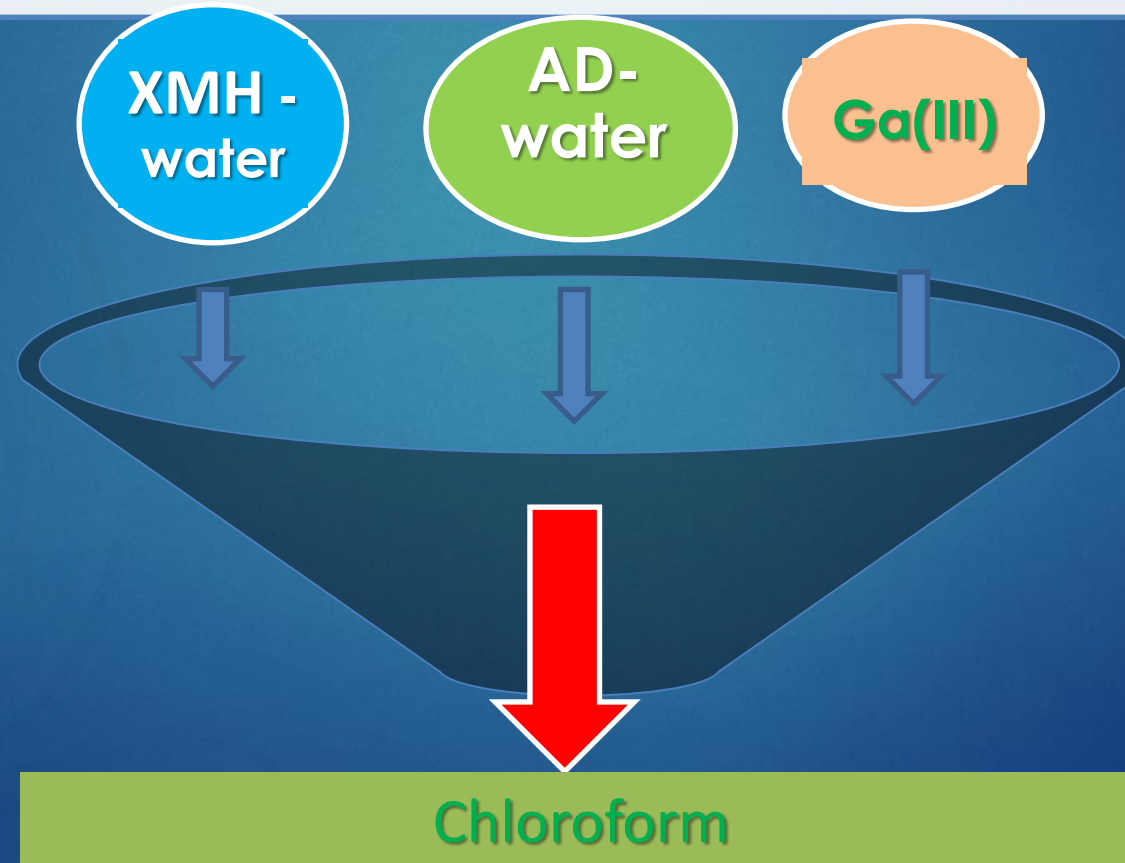 XMH -
water
AD-
water
Ga(III)
Chloroform